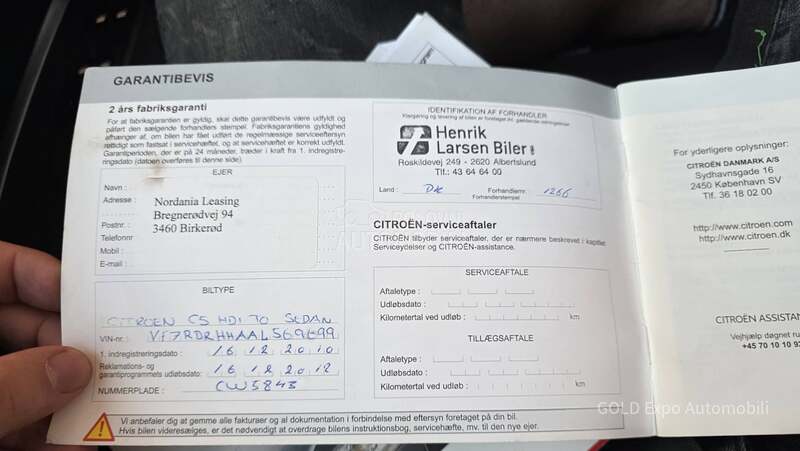 GARANTIBEVIS
2 års fabriksgaranti
For at fabriksgarantien er gyldig, skal dette garantibevis være udfyldt og
påført den sælgende forhandlers stempel. Fabriksgarantiens gyldighed
afhænger af, om bilen har fået udført de regelmæssige serviceeftersyn
rettidigt som fastsat i servicehæftet, og at servicehæftet er korrekt udfyldt.
Garantiperioden, der er på 24 måneder, træder i kraft fra 1. indregistre-
ringsdato (datoen overføres til denne side).
EJER
Navn :
Adresse :
Postnr. :
Telefonnr
Mobil :
E-mail :
Nordania Leasing
Bregnerødvej 94
3460 Birkerød
BILTYPE
CITROEN C5 HDI 70 SEDAN
VIN-nr.: VF7RDRHHAAL569699
1. indregistreringsdato : 16 12 2010
Reklamations- og
garantiprogrammets udløbsdato : 16 12 2012
NUMMERPLADE : CW5843
IDENTIFIKATION AF FORHANDLER
Klargøring og levering af bilen er foretaget iht. gældende retningslinier
Henrik
Larsen Biler
Roskildevej 249 - 2620 Albertslund
Tlf.: 43 64 64 00
Land : DK Forhandlernr. 1266
Forhandlerstempel
CITROËN-serviceaftaler
CITROËN tilbyder serviceaftaler, der er nærmere beskrevet i kapitlet
Serviceydelser og CITROËN-assistance.
SERVICEAFTALE
Aftaletype :
Udløbsdato :
Kilometertal ved udløb : km
TILLÆGSAFTALE
Aftaletype :
Udløbsdato :
Kilometertal ved udløb : km
Vi anbefaler dig at gemme alle fakturaer og al dokumentation i forbindelse med eftersyn foretaget på din bil.
Hvis bilen videresælges, er det nødvendigt at overdrage bilens instruktionsbog, servicehæfte, mv. til den nye ejer.
For yderligere oplysninger:
CITROËN DANMARK A/S
Sydhavnsgade 16
2450 København SV
Tlf. 36 18 02 00
http://www.citroen.com
http://www.citroen.dk
CITROËN ASSISTAN
Vejhjælp døgnet ru
+45 70 10 10 9
GOLD Expo Automobili